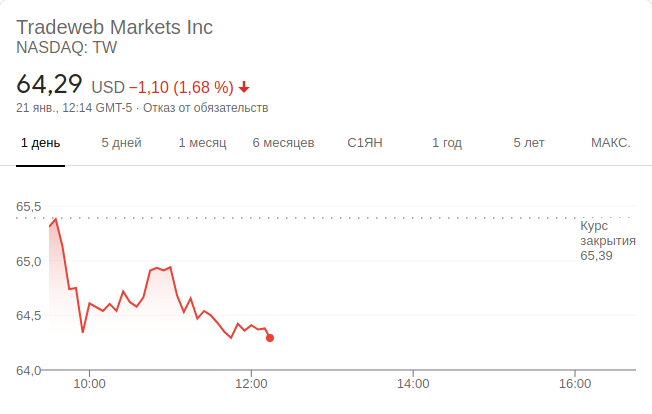 Tradeweb Markets Inc
NASDAQ: TW
64,29 USD −1,10 (1,68 %)
21 янв., 12:14 GMT-5 · Отказ от обязательств
1 день 5 дней 1 месяц 6 месяцев С1ЯН 1 год 5 лет МАКС.
65,5
Курс
закрытия
65,39
65,0
64,5
64,0
10:00 12:00 14:00 16:00